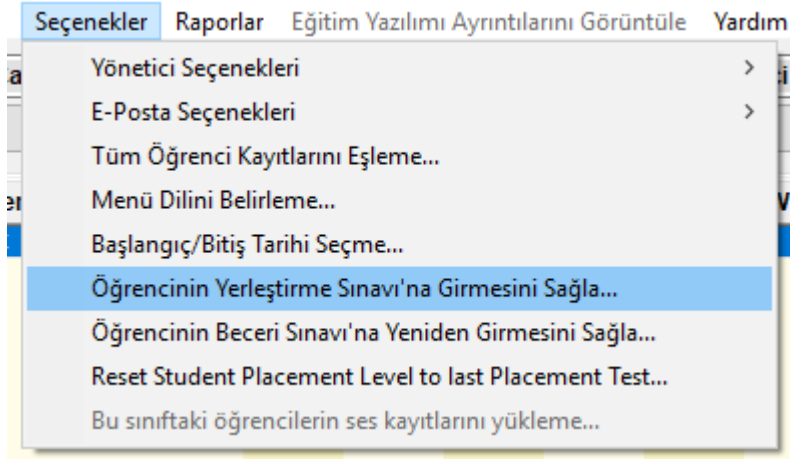 Seçenekler Raporlar Eğitim Yazılımı Ayrıntılarını Görüntüle Yardım
Yönetici Seçenekleri
E-Posta Seçenekleri
Tüm Öğrenci Kayıtlarını Eşleme...
Menü Dilini Belirleme...
Başlangıç/Bitiş Tarihi Seçme...
Öğrencinin Yerleştirme Sınavı'na Girmesini Sağla...
Öğrencinin Beceri Sınavı'na Yeniden Girmesini Sağla...
Reset Student Placement Level to last Placement Test...
Bu sınıftaki öğrencilerin ses kayıtlarını yükleme...